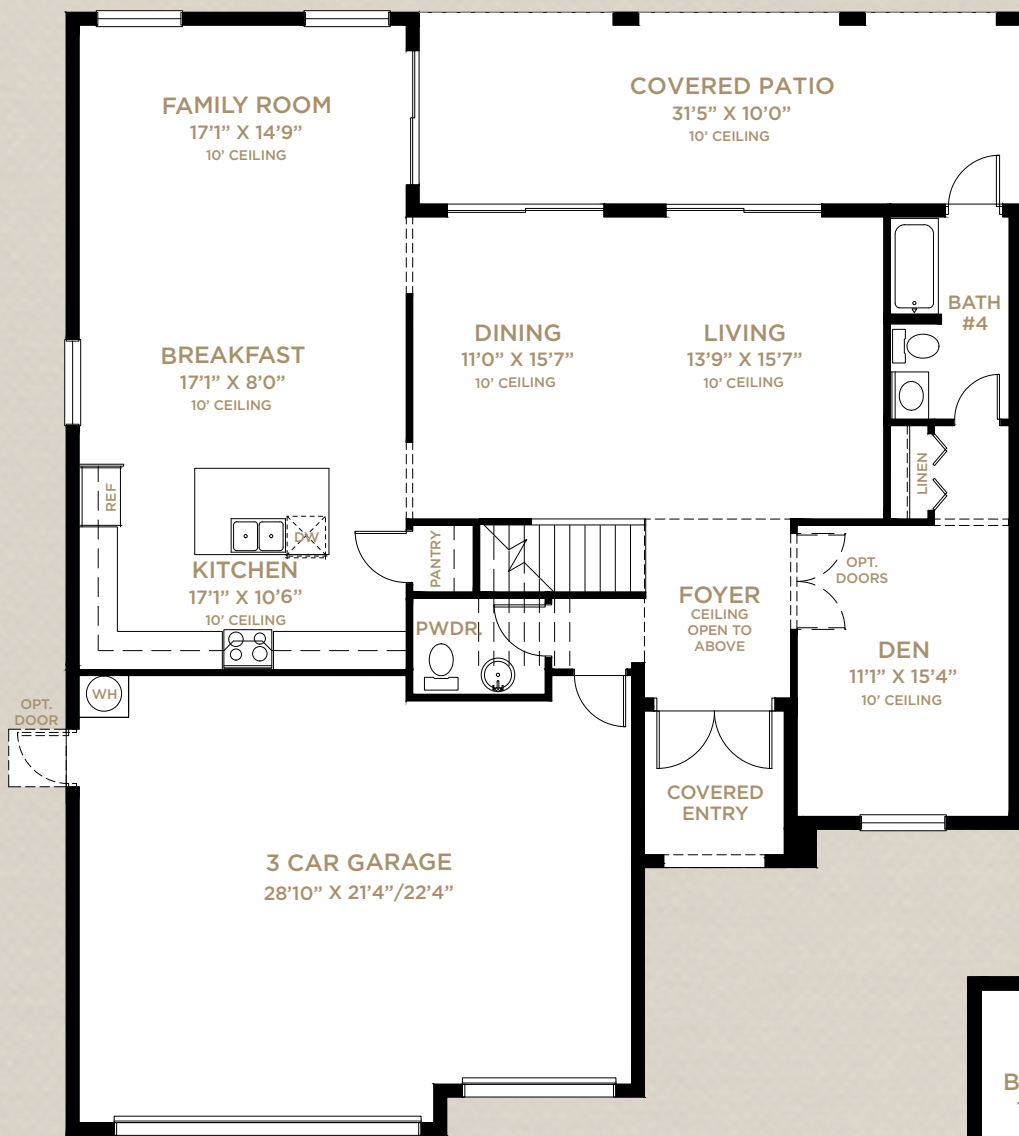 FAMILY ROOM
17'1” X 14'9”
10' CEILING
COVERED PATIO
31'5” X 10'0”
10' CEILING
BREAKFAST
17'1” X 8'0”
10' CEILING
DINING
11'0” X 15'7”
10' CEILING
LIVING
13'9” X 15'7”
10' CEILING
BATH
#4
LINEN
REF
DW
KITCHEN
17'1” X 10'6”
10' CEILING
PANTRY
PWDR.
FOYER
CEILING
OPEN TO
ABOVE
OPT.
DOORS
DEN
11'1” X 15'4”
10' CEILING
WH
OPT.
DOOR
COVERED
ENTRY
3 CAR GARAGE
28'10” X 21'4”/22'4”
B